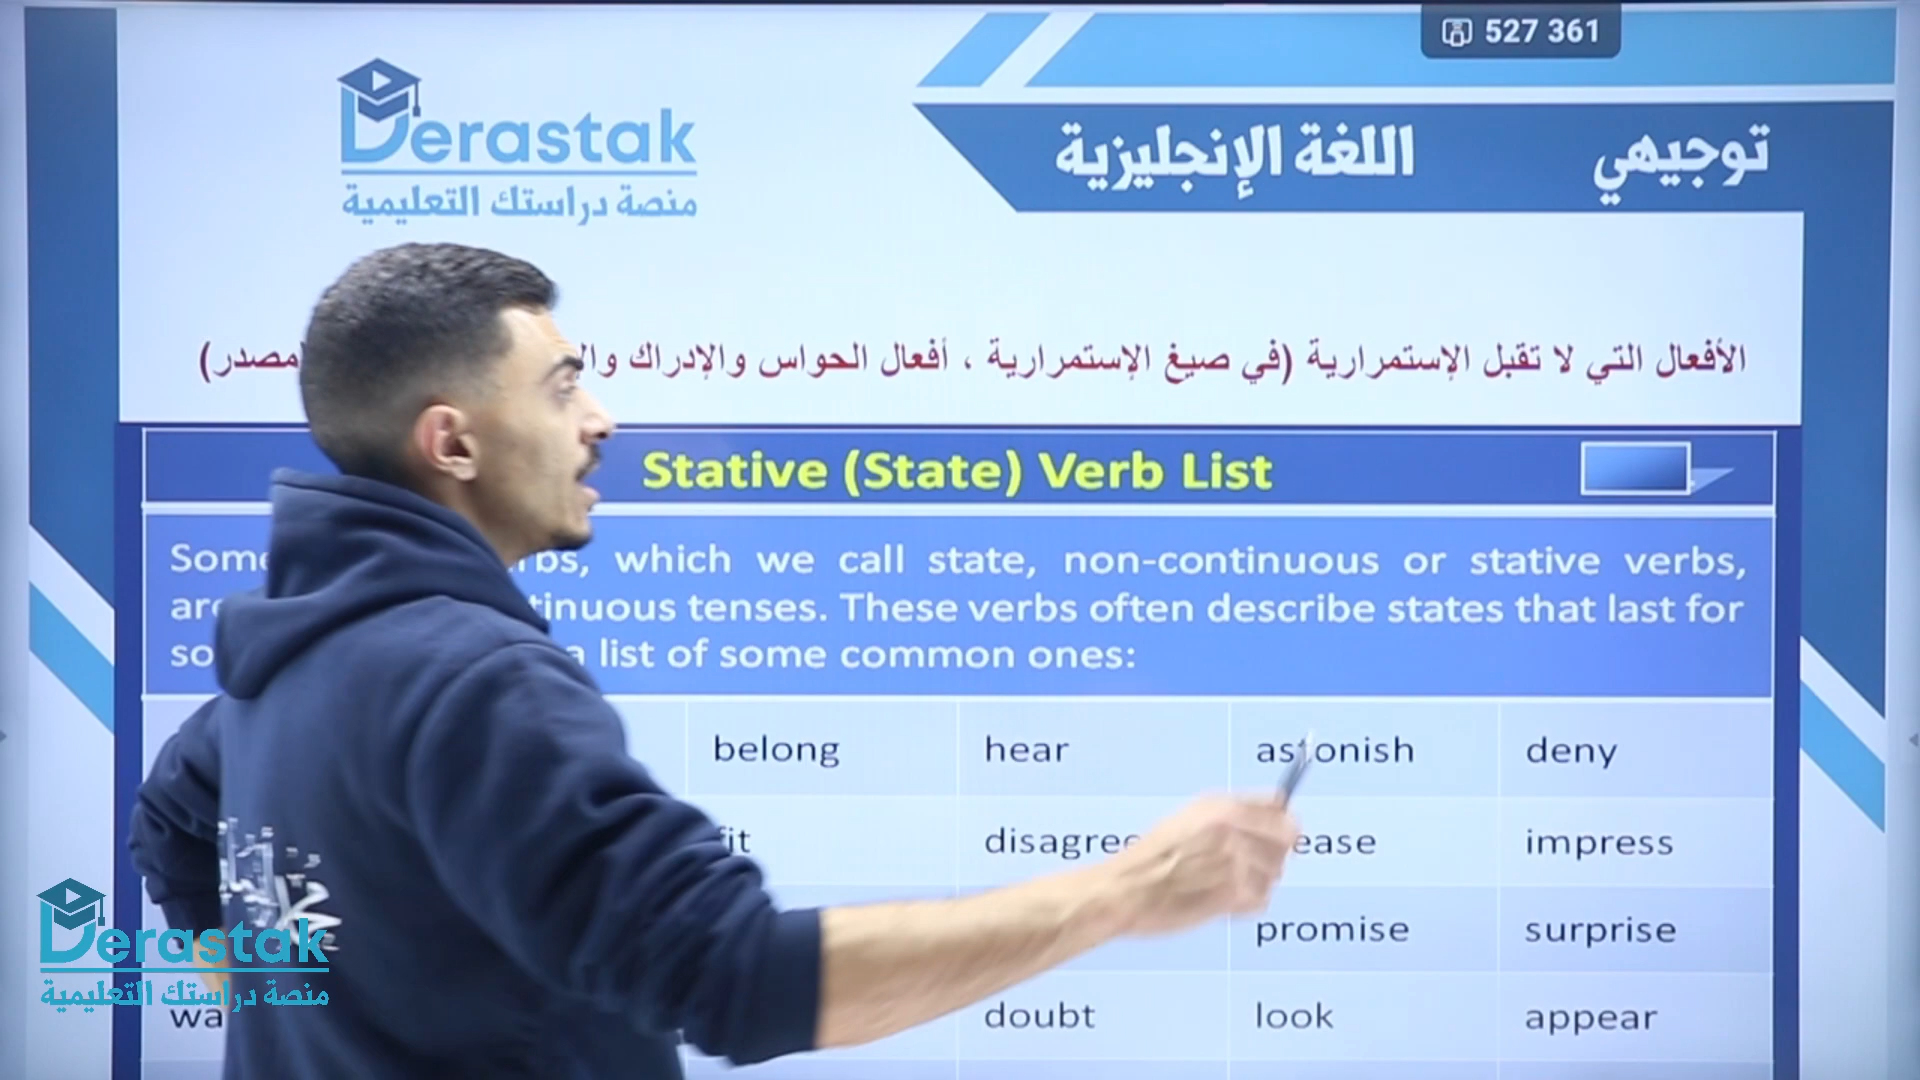 527 361
Derastak
منصة دراستك التعليمية
توجيهي
اللغة الإنجليزية
الأفعال التي لا تقبل الإستمرارية (في صيغ الإستمرارية ، أفعال الحواس والإدراك مصدر)
Stative (State) Verb List
Some which we call state, non-continuous or stative verbs,
tenses. These verbs often describe states that last for
list of some common ones:
belong hear astonish deny
disagree impress
promise surprise
doubt look appear
Derastak
منصة دراستك التعليمية